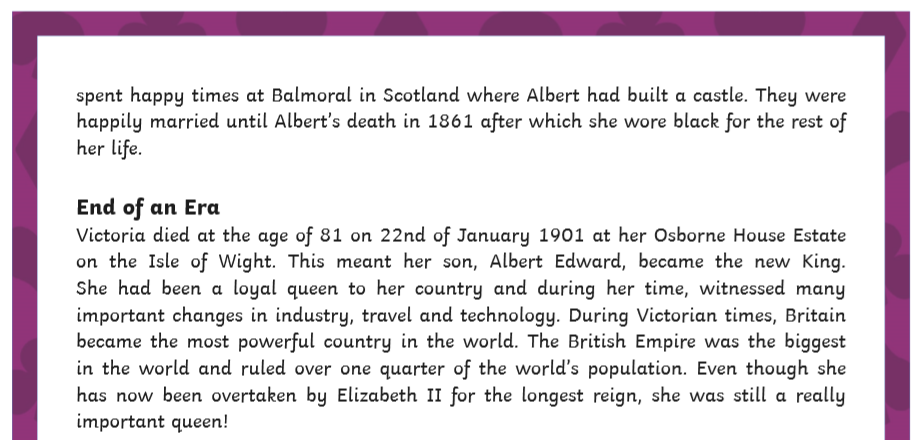 spent happy times at Balmoral in Scotland where Albert had built a castle. They were
happily married until Albert's death in 1861 after which she wore black for the rest of
her life.
End of an Era
Victoria died at the age of 81 on 22nd of January 1901 at her Osborne House Estate
on the Isle of Wight. This meant her son, Albert Edward, became the new King.
She had been a loyal queen to her country and during her time, witnessed many
important changes in industry, travel and technology. During Victorian times, Britain
became the most powerful country in the world. The British Empire was the biggest
in the world and ruled over one quarter of the world's population. Even though she
has now been overtaken by Elizabeth II for the longest reign, she was still a really
important queen!